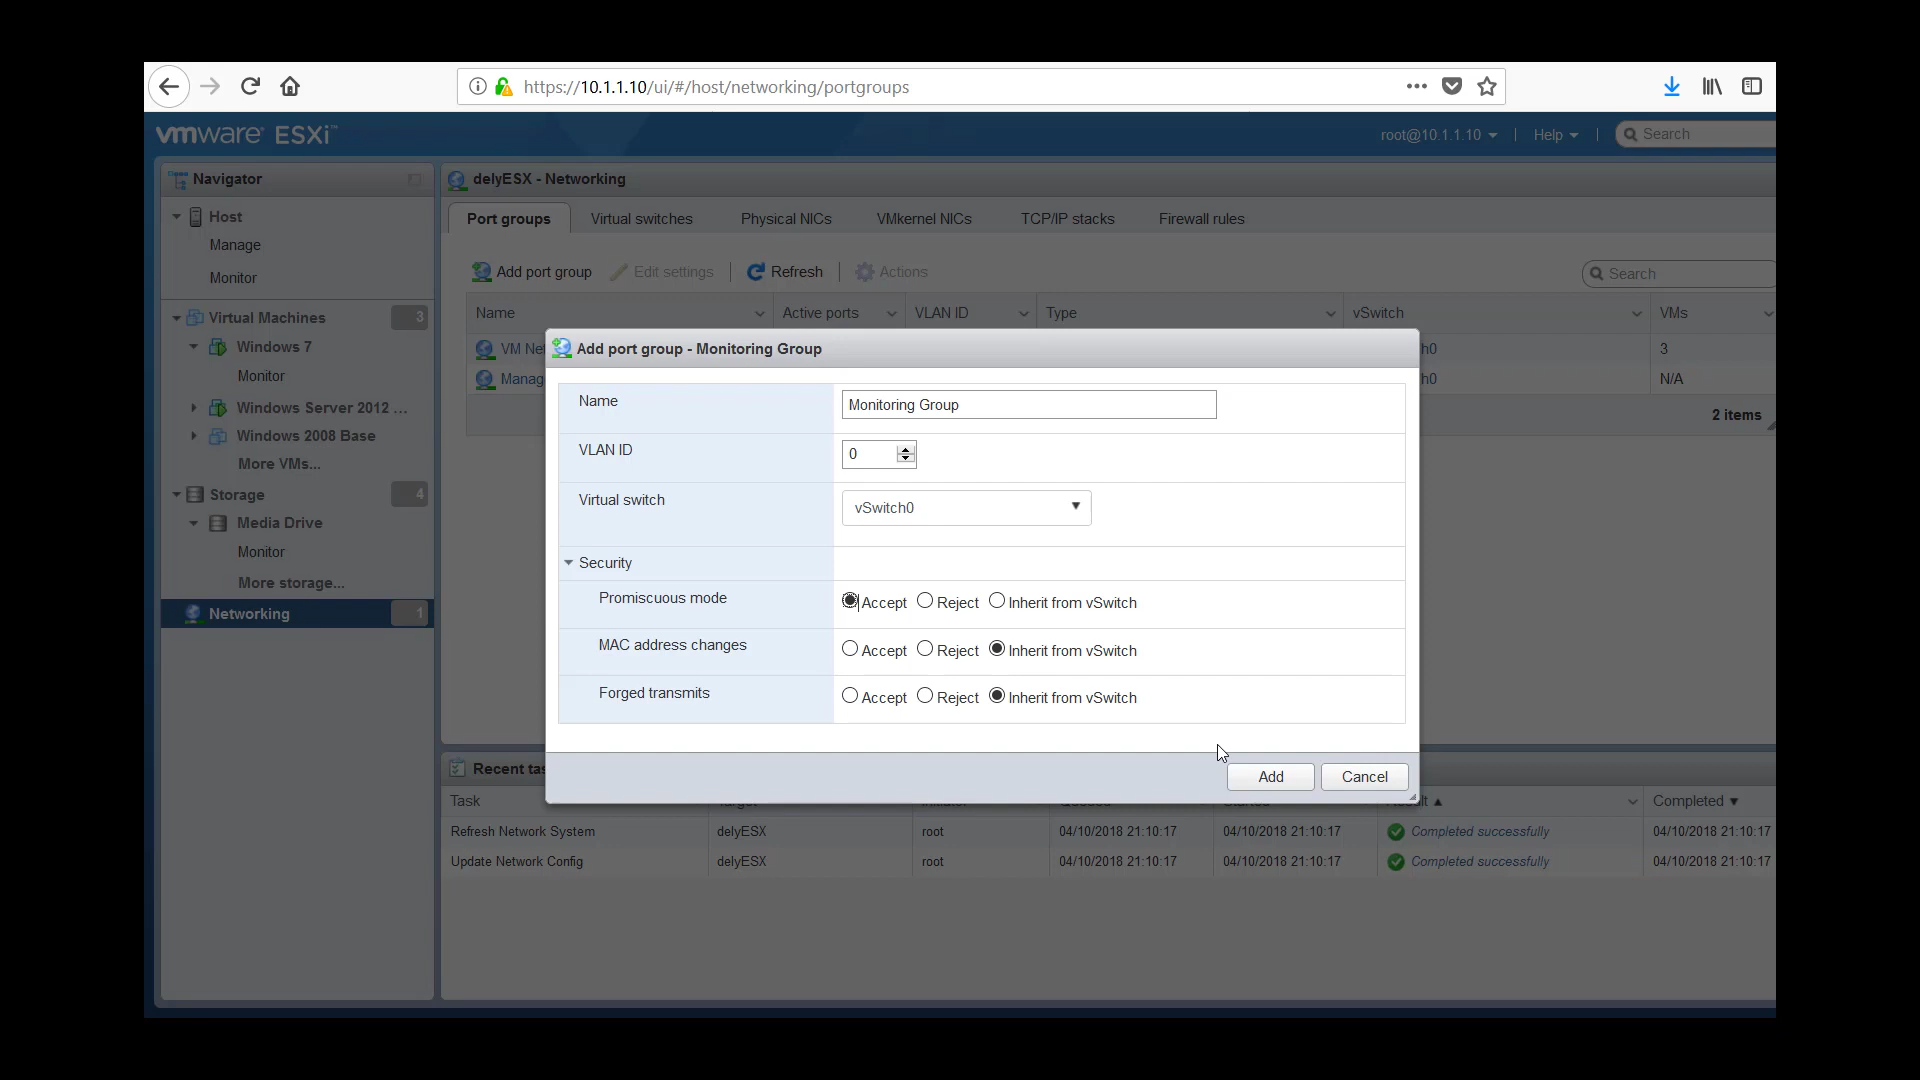 https://10.1.1.10/ui/#/host/networking/portgroups
vmware ESXi™
root@10.1.1.10 | Help | Search
Navigator
Host
Manage
Monitor
Virtual Machines 3
Windows 7
Monitor
Windows Server 2012 ...
Windows 2008 Base
More VMs...
Storage 4
Media Drive
Monitor
More storage...
Networking 1
delyESX - Networking
Port groups Virtual switches Physical NICs VMkernel NICs TCP/IP stacks Firewall rules
Add port group Edit settings Refresh Actions Search
Name Active ports VLAN ID Type vSwitch VMs
VM Ne h0 3
Manag h0 N/A
2 items
Add port group - Monitoring Group
Name Monitoring Group
VLAN ID 0
Virtual switch vSwitch0
Security
Promiscuous mode Accept Reject Inherit from vSwitch
MAC address changes Accept Reject Inherit from vSwitch
Forged transmits Accept Reject Inherit from vSwitch
Add Cancel
Recent tas
Task Completed
Refresh Network System delyESX root 04/10/2018 21:10:17 04/10/2018 21:10:17 Completed successfully 04/10/2018 21:10:17
Update Network Config delyESX root 04/10/2018 21:10:17 04/10/2018 21:10:17 Completed successfully 04/10/2018 21:10:17